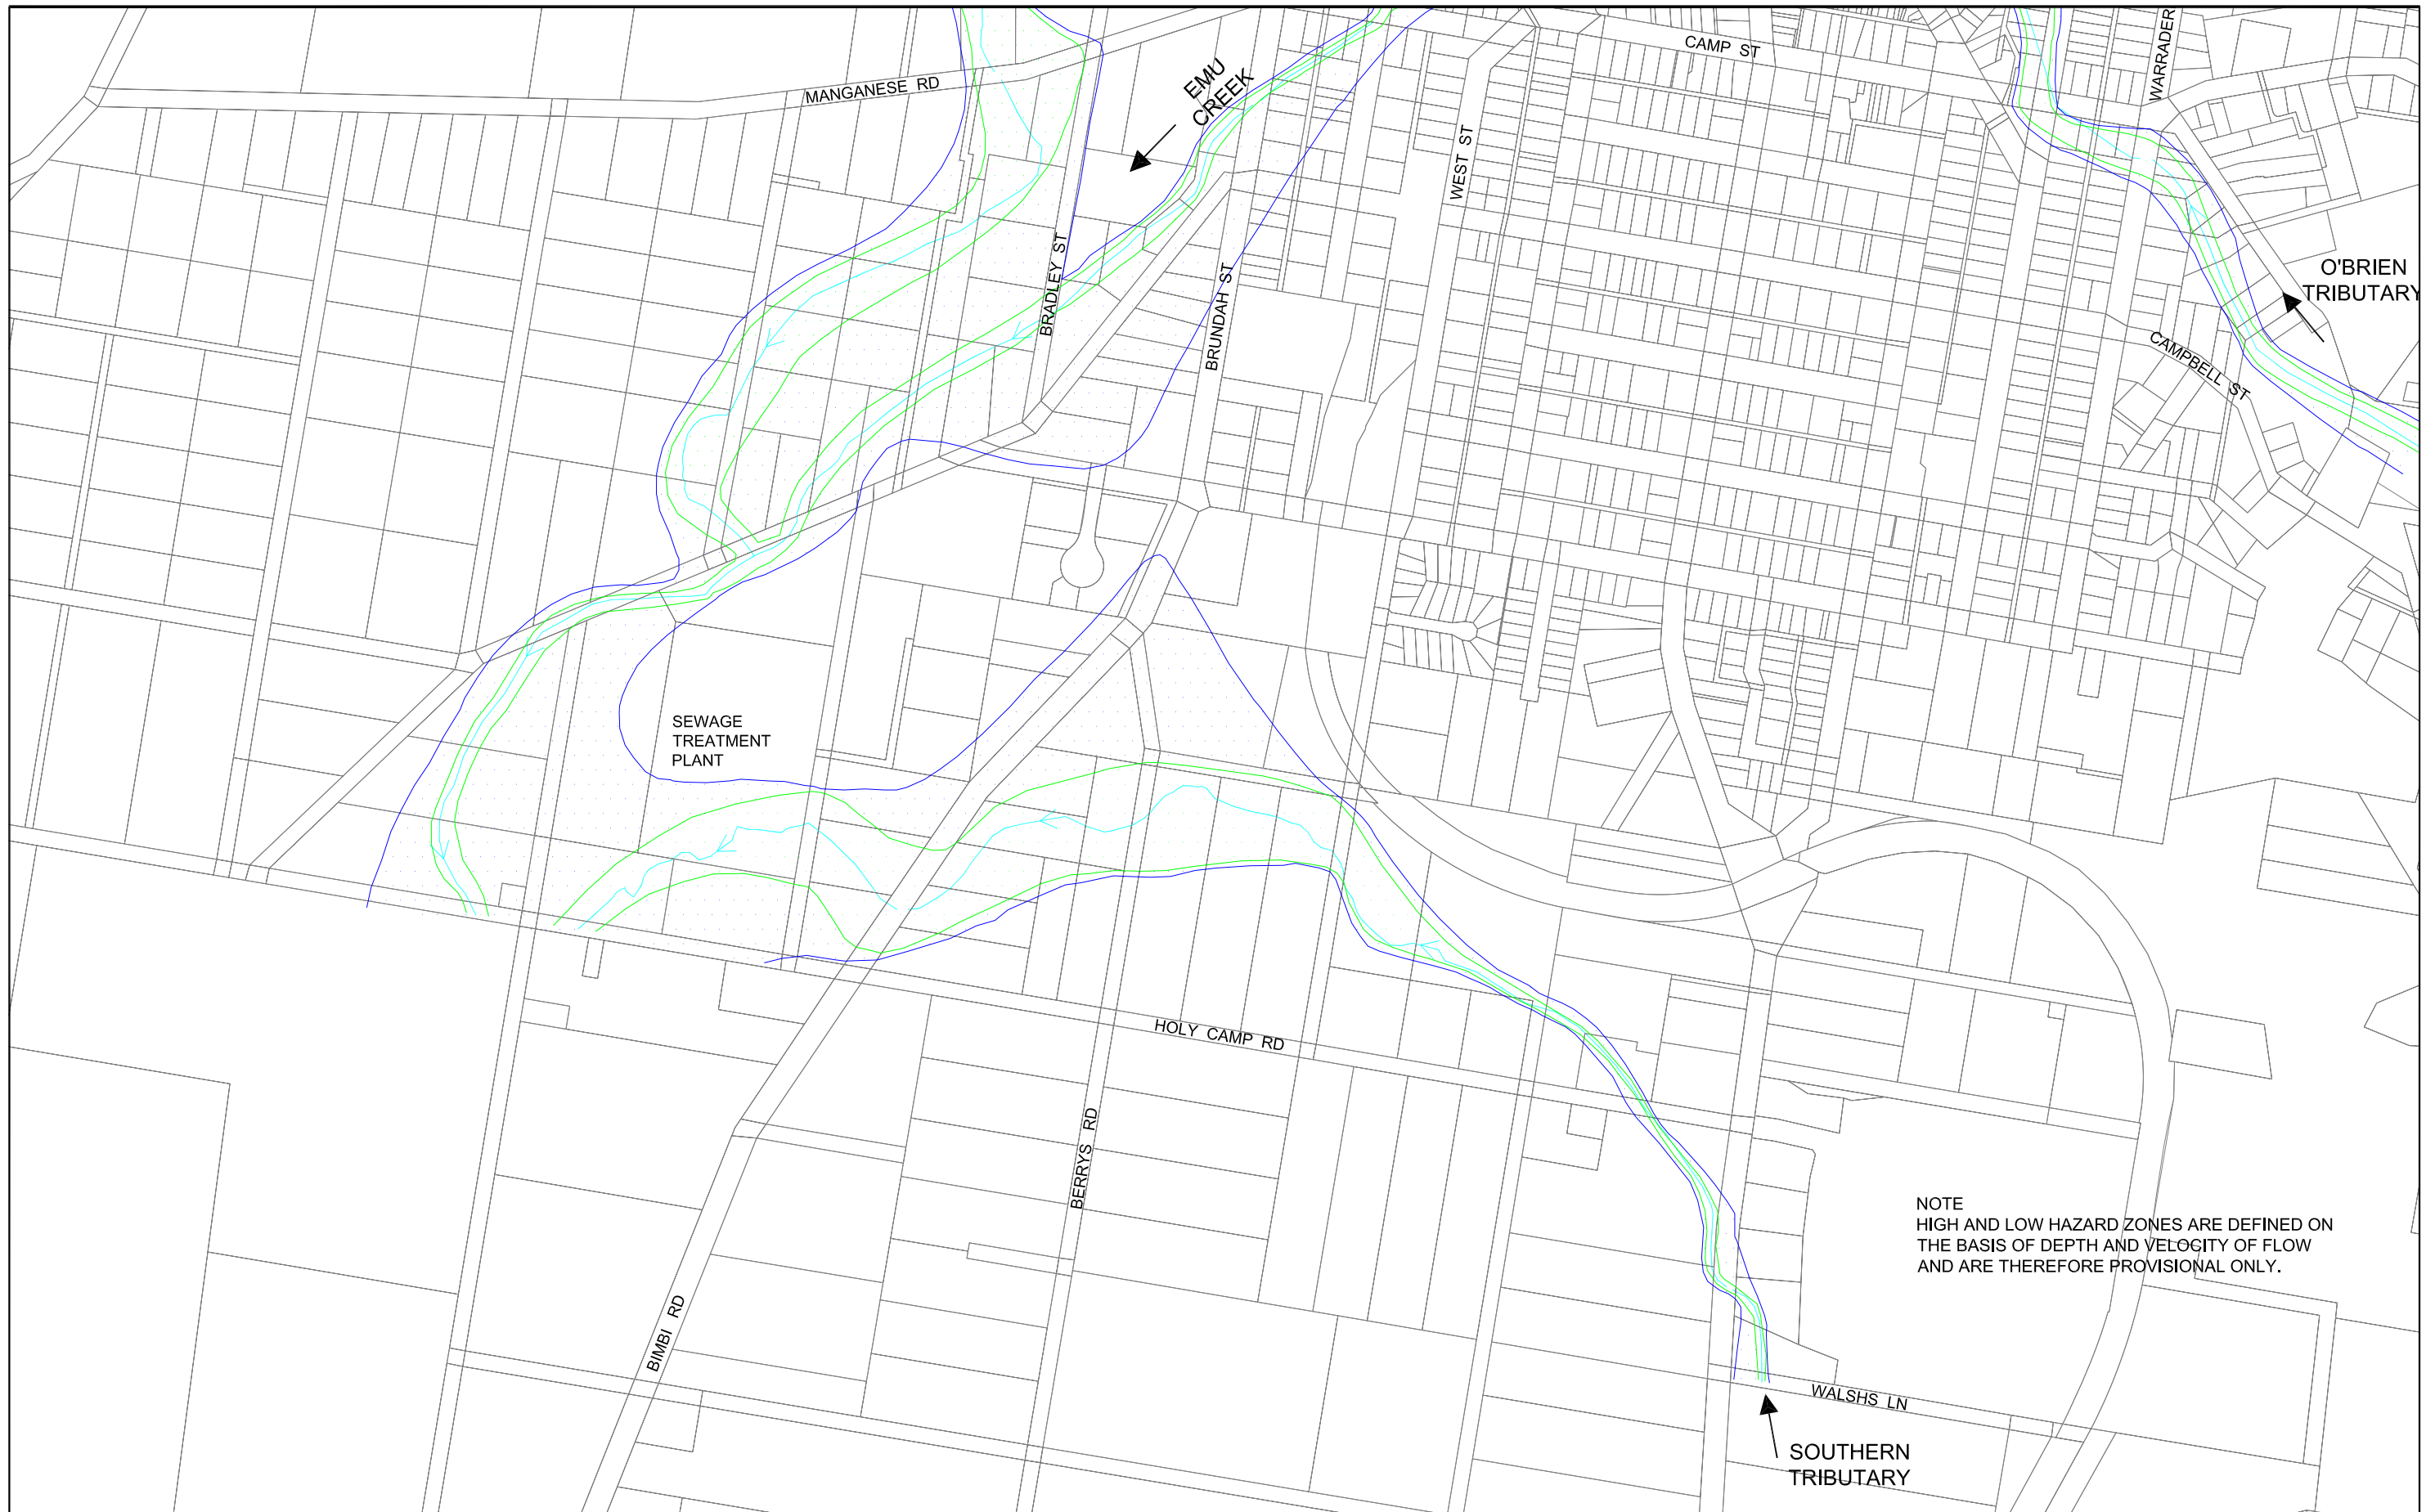 CAMP ST
WARRADER
MANGANESE RD
EMU
CREEK
WEST ST
BRADLEY ST
BRUNDAH ST
O'BRIEN
TRIBUTARY
CAMPBELL ST
SEWAGE
TREATMENT
PLANT
HOLY CAMP RD
BERRYS RD
NOTE
HIGH AND LOW HAZARD ZONES ARE DEFINED ON
THE BASIS OF DEPTH AND VELOCITY OF FLOW
AND ARE THEREFORE PROVISIONAL ONLY.
BIMBI RD
WALSHS LN
SOUTHERN
TRIBUTARY